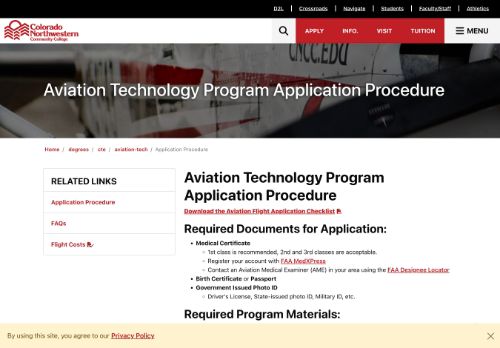 D2L | Crossroads | Navigate | Students | Faculty/Staff | Athletics
Colorado
Northwestern
Community College
APPLY INFO. VISIT TUITION MENU
CNCC.EDU
Aviation Technology Program Application Procedure
Home / degrees / cte / aviation-tech / Application Procedure
RELATED LINKS
Application Procedure
FAQs
Flight Costs
Aviation Technology Program
Application Procedure
Download the Aviation Flight Application Checklist
Required Documents for Application:
• Medical Certificate
◦ 1st class is recommended, 2nd and 3rd classes are acceptable.
◦ Register your account with FAA MedXPress
◦ Contact an Aviation Medical Examiner (AME) in your area using the FAA Designee Locator
• Birth Certificate or Passport
• Government Issued Photo ID
◦ Driver's License, State-issued photo ID, Military ID, etc.
Required Program Materials:
By using this site, you agree to our Privacy Policy